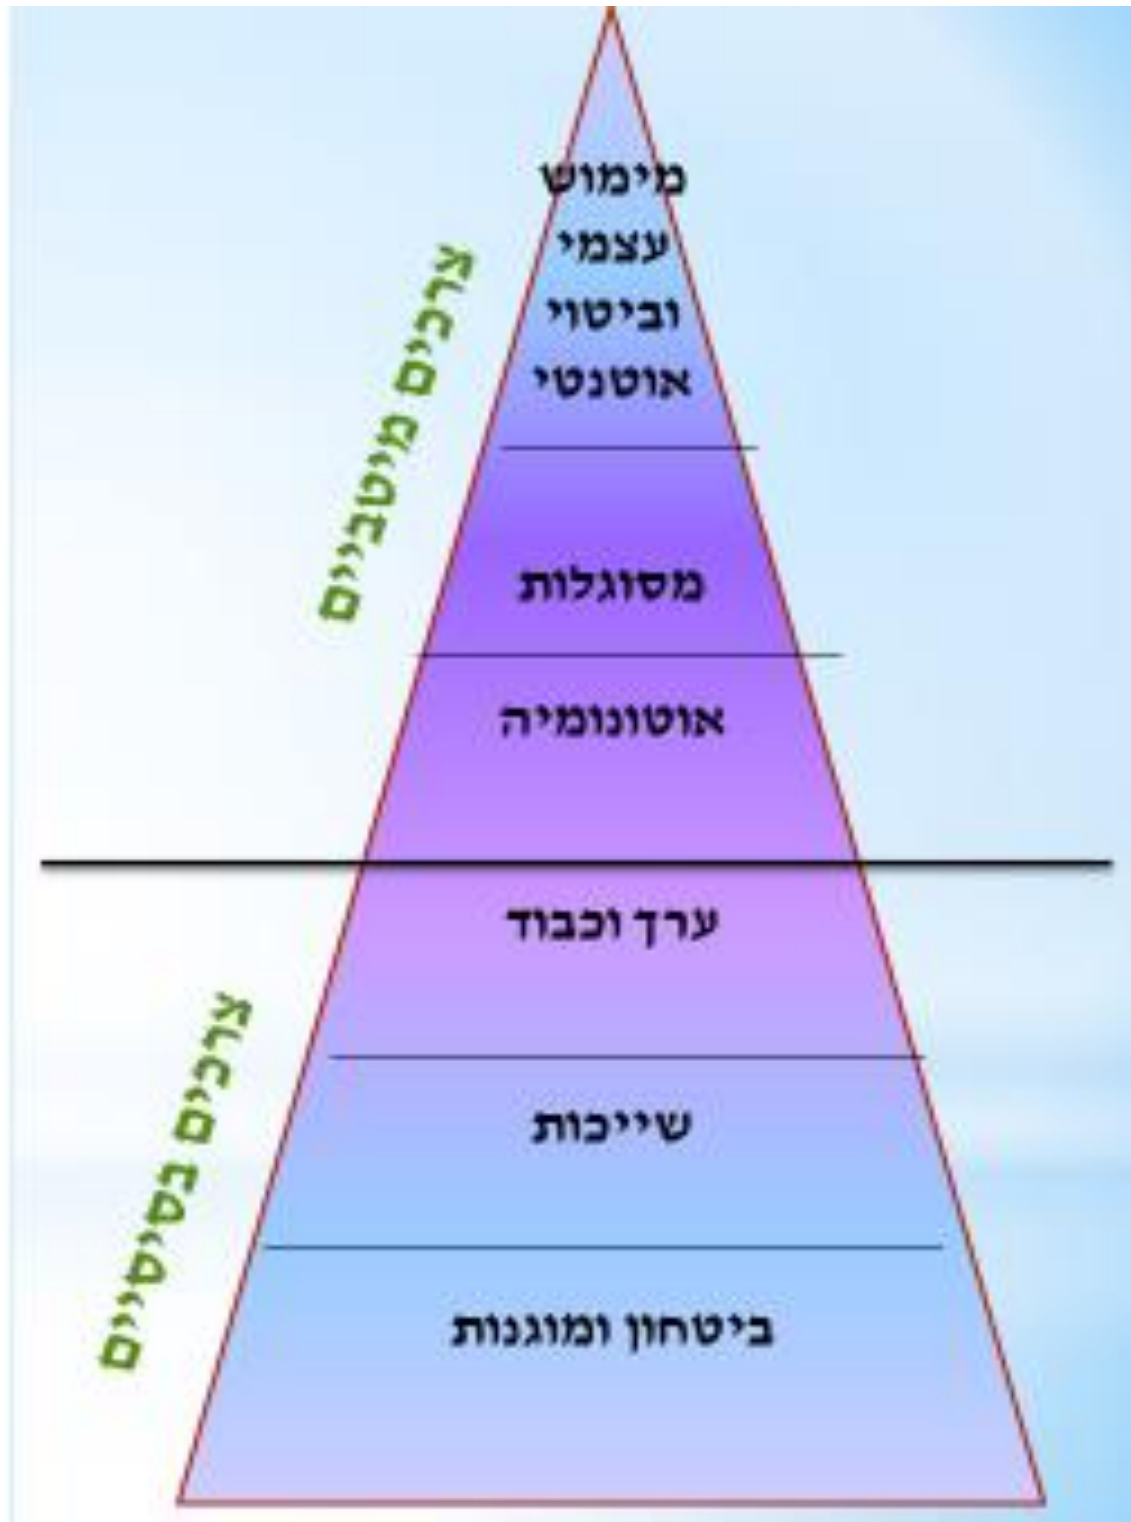 מימוש
עצמי
וביטוי
אוטנטי
צרכים מיטביים
מסוגלות
אוטונומיה
ערך וכבוד
צרכים בסיסיים
שייכות
ביטחון ומוגנות